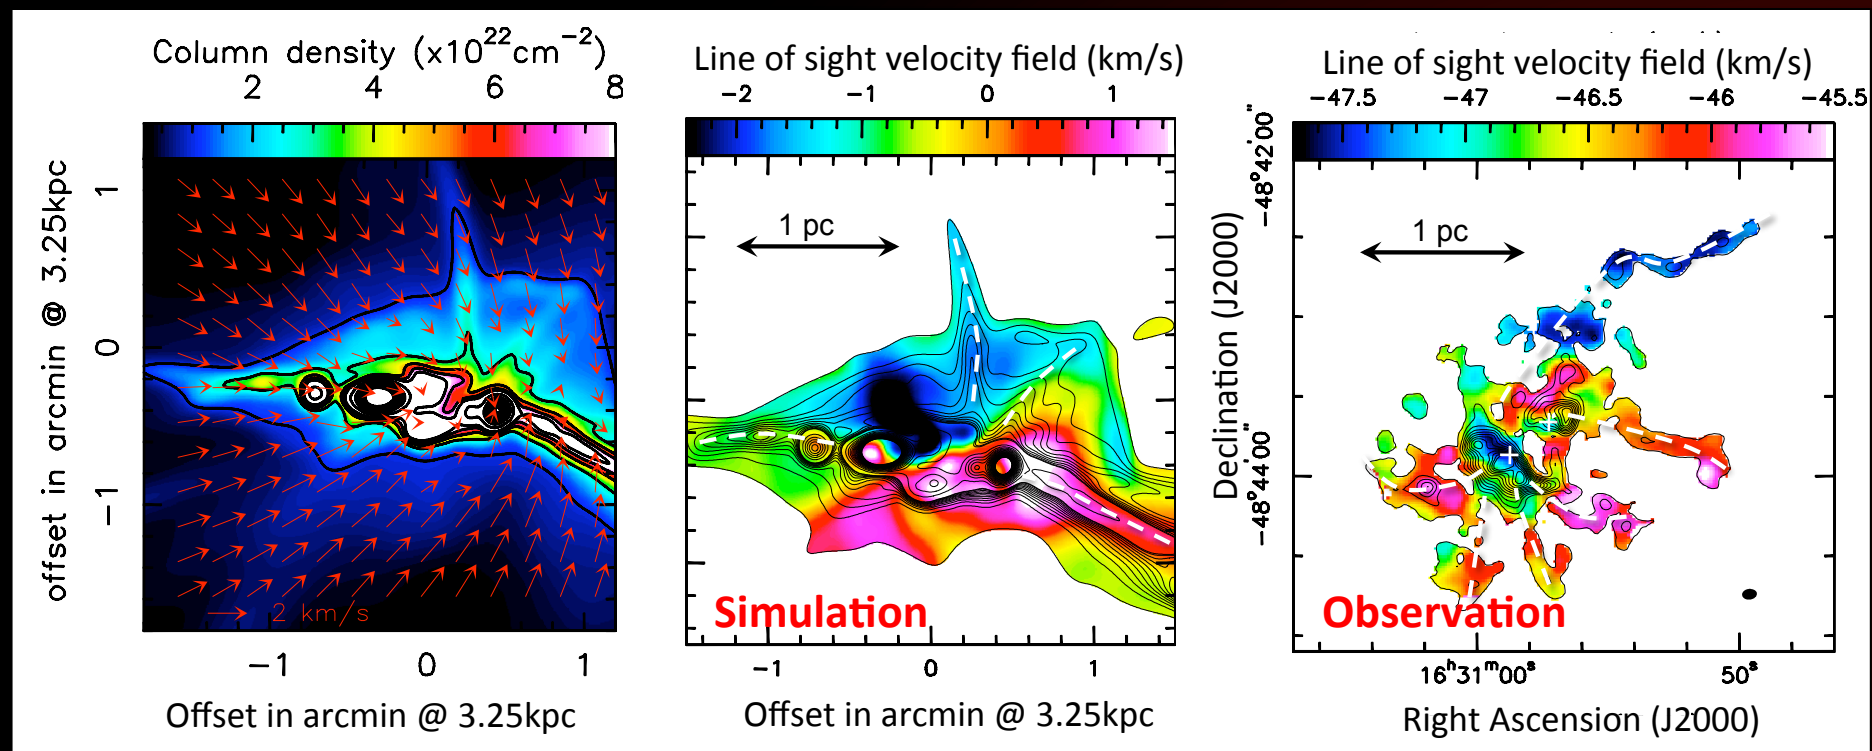 Column density (x10²²cm⁻²)
2 4 6 8
offset in arcmin @ 3.25kpc
1
0
−1
2 km/s
−1 0 1
Offset in arcmin @ 3.25kpc
Line of sight velocity field (km/s)
−2 −1 0 1
1 pc
Simulation
−1 0 1
Offset in arcmin @ 3.25kpc
Line of sight velocity field (km/s)
−47.5 −47 −46.5 −46 −45.5
Declination (J2000)
−48°42'00"
−48°44'00"
1 pc
Observation
16ʰ31ᵐ00ˢ 50ˢ
Right Ascension (J2000)